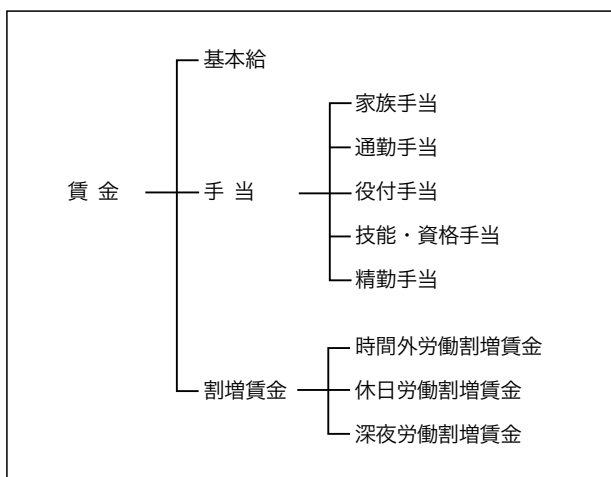 基本給
家族手当
通勤手当
賃 金
手 当
役付手当
技能・資格手当
精勤手当
時間外労働割増賃金
割増賃金
休日労働割増賃金
深夜労働割増賃金